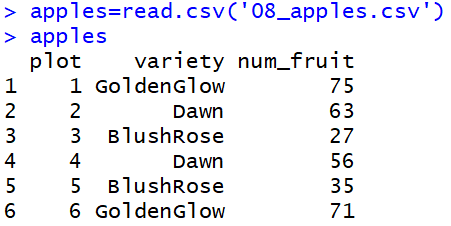 > apples=read.csv('08_apples.csv')
> apples
  plot    variety num_fruit
1    1 GoldenGlow        75
2    2       Dawn        63
3    3  BlushRose        27
4    4       Dawn        56
5    5  BlushRose        35
6    6 GoldenGlow        71